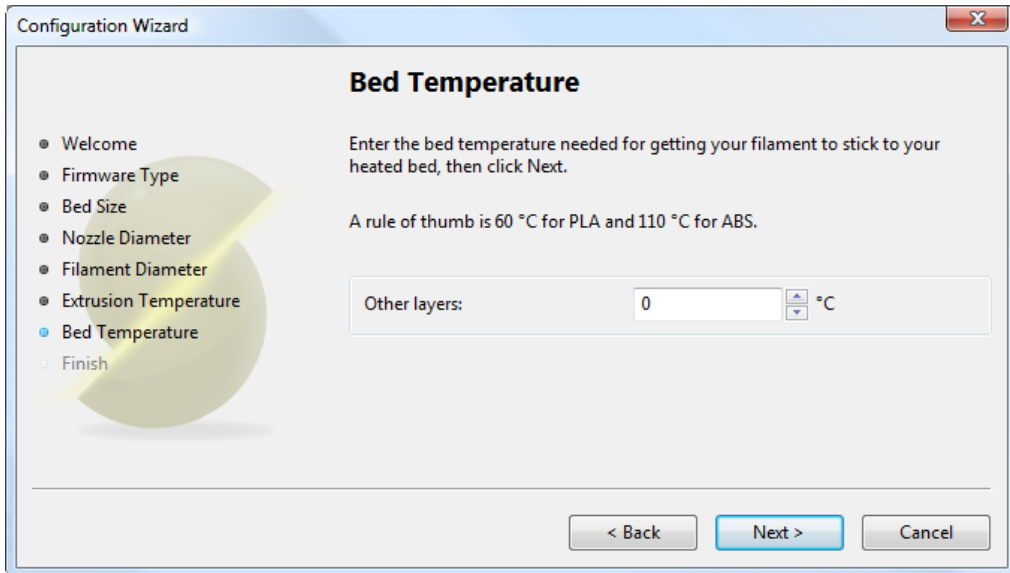 Configuration Wizard
Bed Temperature
Welcome
Firmware Type
Bed Size
Nozzle Diameter
Filament Diameter
Extrusion Temperature
Bed Temperature
Finish
Enter the bed temperature needed for getting your filament to stick to your
heated bed, then click Next.
A rule of thumb is 60 °C for PLA and 110 °C for ABS.
Other layers: 0 °C
< Back Next > Cancel